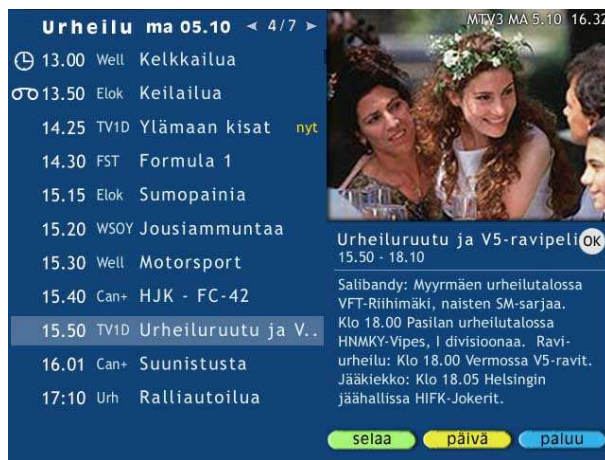 Urheilu ma 05.10 ◄ 4/7 ►
13.00 Well Kelkkailua
13.50 Elok Keilailua
14.25 TV1D Ylämaan kisat nyt
14.30 FST Formula 1
15.15 Elok Sumopainia
15.20 WSOY Jousiammuntaa
15.30 Well Motorsport
15.40 Can+ HJK - FC-42
15.50 TV1D Urheiluruutu ja V..
16.01 Can+ Suunistusta
17:10 Urh Ralliautoilua
MTV3 MA 5.10 16.32
Urheiluruutu ja V5-ravipeli OK
15.50 - 18.10
Salibandy: Myyrmäen urheilutalossa
VFT-Riihimäki, naisten SM-sarjaa.
Klo 18.00 Pasilan urheilutalossa
HNMKY-Vipes, I divisioonaa. Ravi-
urheilu: Klo 18.00 Vermossa V5-ravit.
Jääkiekko: Klo 18.05 Helsingin
jäähallissa HIFK-Jokerit.
selaa päivä paluu